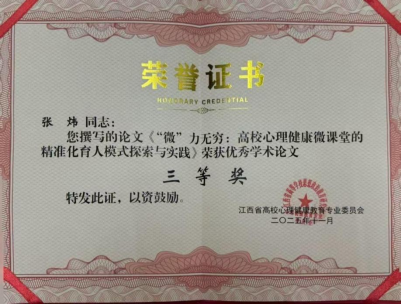 荣誉证书
HONORARY CREDENTIAL
张 炜 同志：
您撰写的论文《“微”力无穷：高校心理健康微课堂的
精准化育人模式探索与实践》荣获优秀学术论文
三等奖
特发此证，以资鼓励。
江西省高校心理健康教育专业委员会
二〇二五年十一月